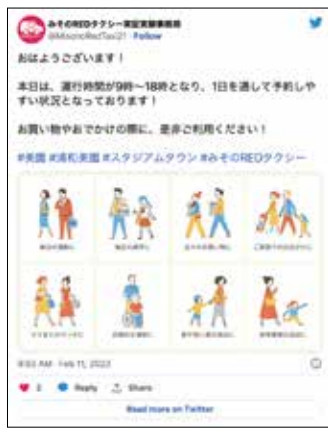 みそのREDタクシー実証実験事務局
@MisonoRedTaxi21 · Follow
おはようございます！
本日は、運行時間が9時〜18時となり、1日を通して予約しや
すい状況となっております！
お買い物やおでかけの際に、是非ご利用ください！
#美園 #浦和美園 #スタジアムタウン #みそのREDタクシー
AM · Feb 11, 2022
2 Reply Share
Read more on Twitter